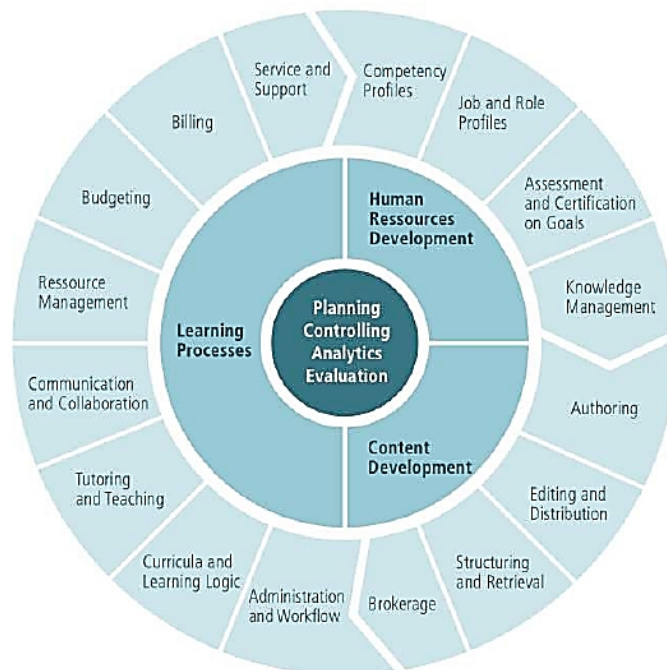 Service and
Support
Competency
Profiles
Job and Role
Profiles
Assessment
and Certification
on Goals
Knowledge
Management
Authoring
Editing and
Distribution
Structuring
and Retrieval
Brokerage
Administration
and Workflow
Curricula and
Learning Logic
Tutoring
and Teaching
Communication
and Collaboration
Ressource
Management
Budgeting
Billing
Human
Ressources
Development
Content
Development
Learning
Processes
Planning
Controlling
Analytics
Evaluation